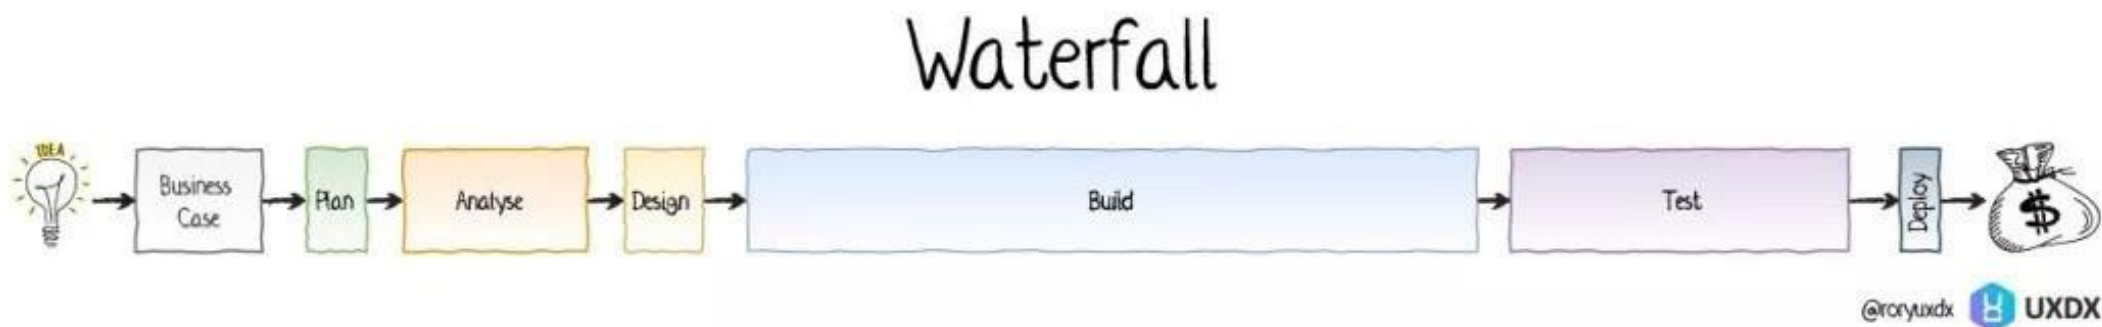 Waterfall
IDEA
Business
Case
Plan
Analyse
Design
Build
Test
Deploy
$
@roryuxdx
UXDX